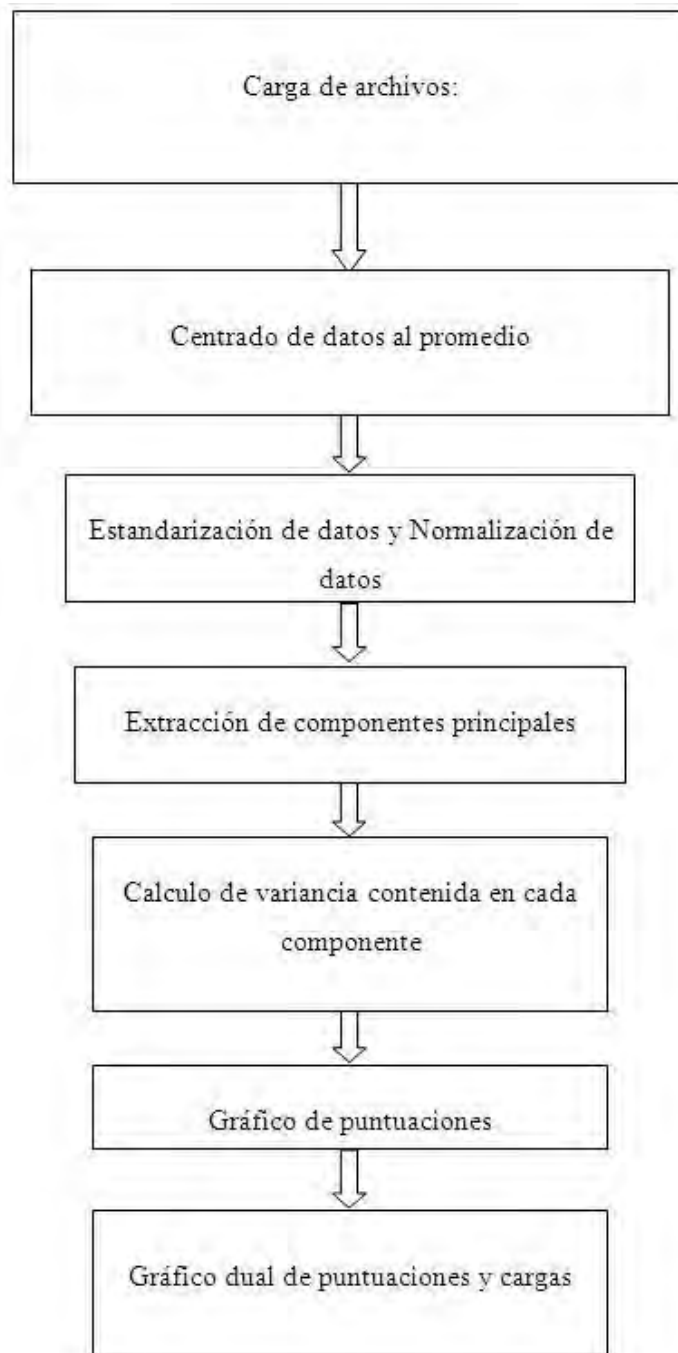 Carga de archivos:
Centrado de datos al promedio
Estandarización de datos y Normalización de
datos
Extracción de componentes principales
Calculo de variancia contenida en cada
componente
Gráfico de puntuaciones
Gráfico dual de puntuaciones y cargas